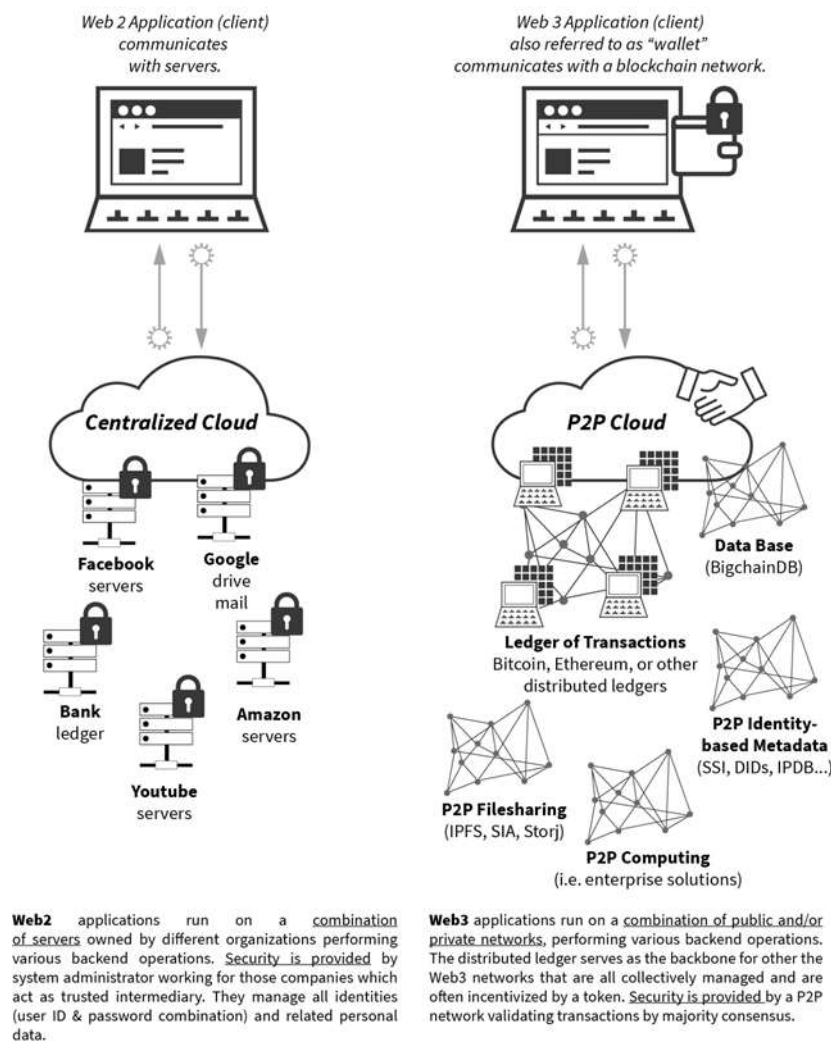 Web 2 Application (client)
communicates
with servers.
Centralized Cloud
Facebook
servers
Google
drive
mail
Bank
ledger
Amazon
servers
Youtube
servers
Web2 applications run on a combination
of servers owned by different organizations performing
various backend operations. Security is provided by
system administrator working for those companies which
act as trusted intermediary. They manage all identities
(user ID & password combination) and related personal
data.
Web 3 Application (client)
also referred to as “wallet”
communicates with a blockchain network.
P2P Cloud
Data Base
(BigchainDB)
Ledger of Transactions
Bitcoin, Ethereum, or other
distributed ledgers
P2P Identity-
based Metadata
(SSI, DIDs, IPDB...)
P2P Filesharing
(IPFS, SIA, Storj)
P2P Computing
(i.e. enterprise solutions)
Web3 applications run on a combination of public and/or
private networks, performing various backend operations.
The distributed ledger serves as the backbone for other the
Web3 networks that are all collectively managed and are
often incentivized by a token. Security is provided by a P2P
network validating transactions by majority consensus.